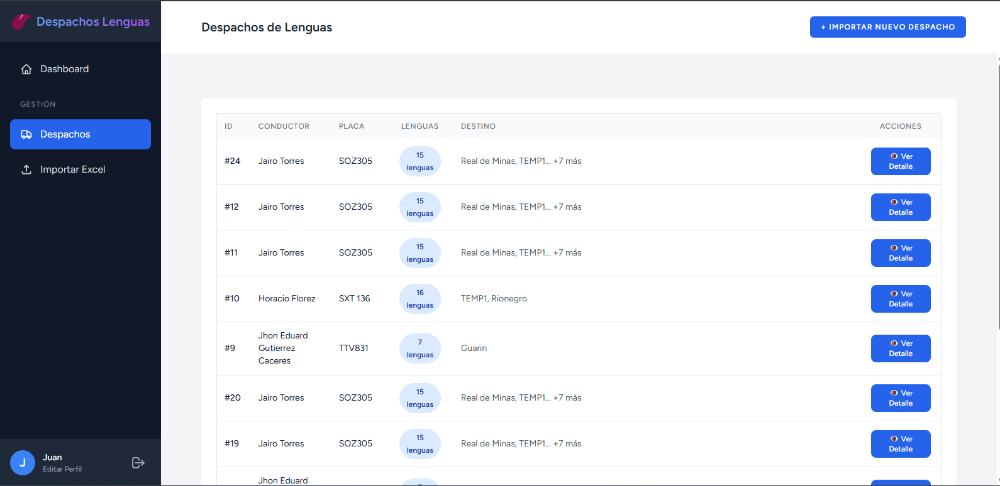 Despachos Lenguas
Dashboard
GESTIÓN
Despachos
Importar Excel
J
Juan
Editar Perfil
Despachos de Lenguas
+ IMPORTAR NUEVO DESPACHO
ID CONDUCTOR PLACA LENGUAS DESTINO ACCIONES
#24 Jairo Torres SOZ305 15 lenguas Real de Minas, TEMP1... +7 más Ver Detalle
#12 Jairo Torres SOZ305 15 lenguas Real de Minas, TEMP1... +7 más Ver Detalle
#11 Jairo Torres SOZ305 15 lenguas Real de Minas, TEMP1... +7 más Ver Detalle
#10 Horacio Florez SXT 136 16 lenguas TEMP1, Rionegro Ver Detalle
#9 Jhon Eduard Gutierrez Caceres TTV831 7 lenguas Guarin Ver Detalle
#20 Jairo Torres SOZ305 15 lenguas Real de Minas, TEMP1... +7 más Ver Detalle
#19 Jairo Torres SOZ305 15 lenguas Real de Minas, TEMP1... +7 más Ver Detalle
Jhon Eduard